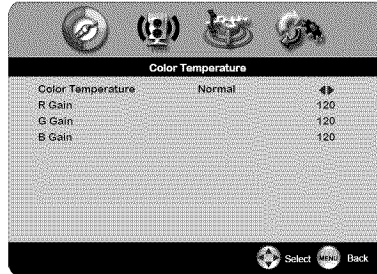 Color Temperature
Color Temperature Normal
R Gain 120
G Gain 120
B Gain 120
Select MENU Back